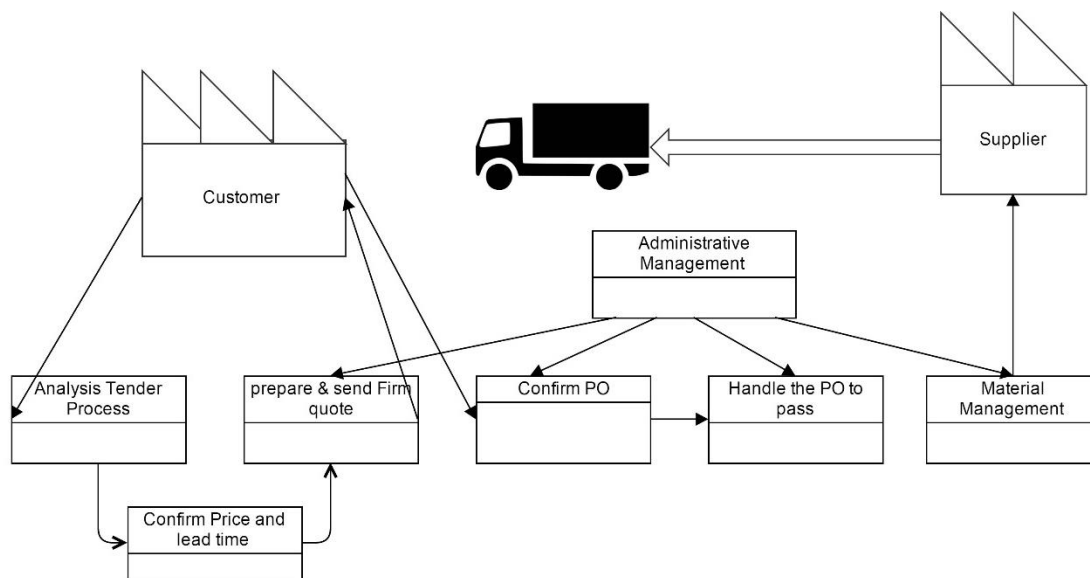 Supplier
Customer
Administrative
Management
Analysis Tender
Process
prepare & send Firm
quote
Confirm PO
Handle the PO to
pass
Material
Management
Confirm Price and
lead time